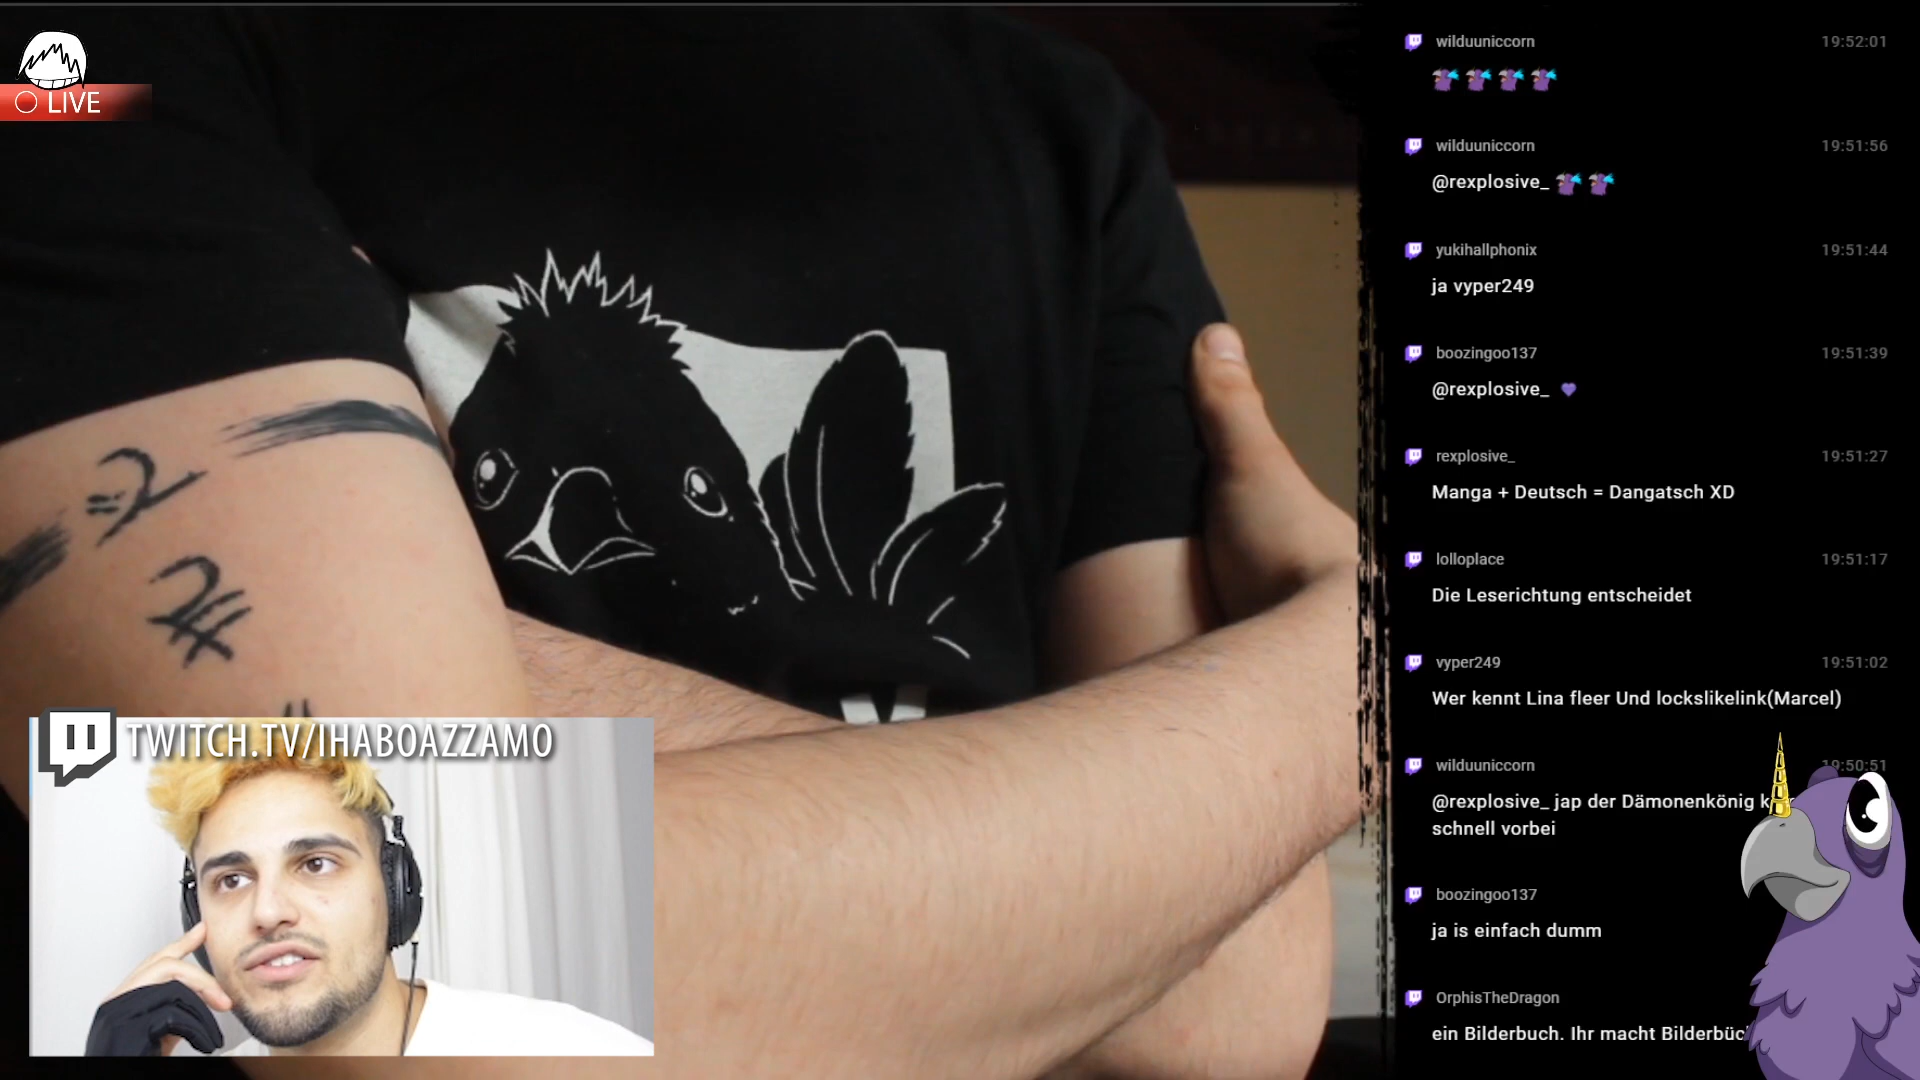 LIVE
TWITCH.TV/IHABOAZZAMO
wilduuniccorn 19:52:01
wilduuniccorn 19:51:56
@rexplosive_
yukihallphonix 19:51:44
ja vyper249
boozingoo137 19:51:39
@rexplosive_
rexplosive_ 19:51:27
Manga + Deutsch = Dangatsch XD
lolloplace 19:51:17
Die Leserichtung entscheidet
vyper249 19:51:02
Wer kennt Lina fleer Und lockslikelink(Marcel)
wilduuniccorn 19:50:51
@rexplosive_ jap der Dämonenkönig
schnell vorbei
boozingoo137
ja is einfach dumm
OrphisTheDragon
ein Bilderbuch. Ihr macht